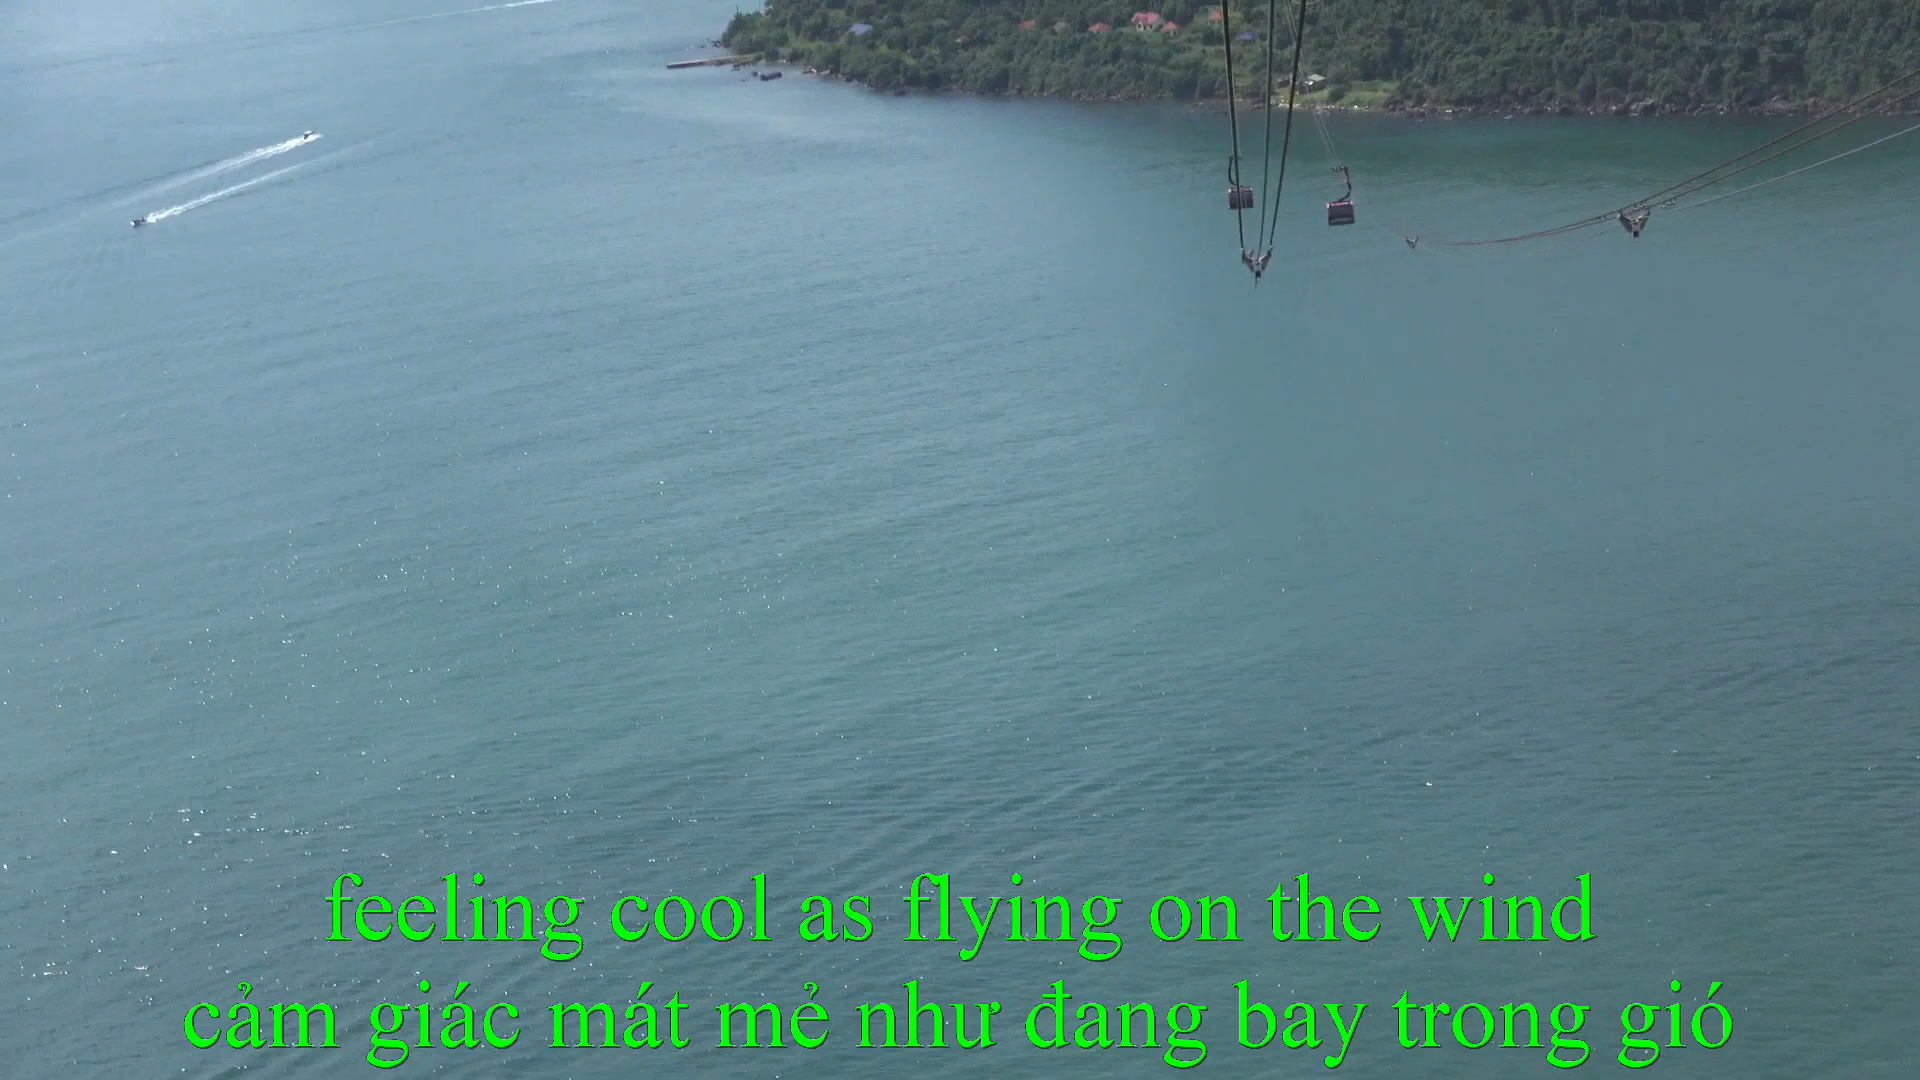 feeling cool as flying on the wind
cảm giác mát mẻ như đang bay trong gió